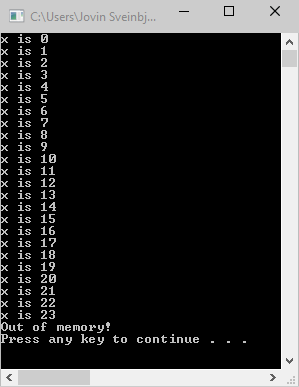 C:\Users\Jovin Sveinbj...
x is 0
x is 1
x is 2
x is 3
x is 4
x is 5
x is 6
x is 7
x is 8
x is 9
x is 10
x is 11
x is 12
x is 13
x is 14
x is 15
x is 16
x is 17
x is 18
x is 19
x is 20
x is 21
x is 22
x is 23
Out of memory!
Press any key to continue . . .